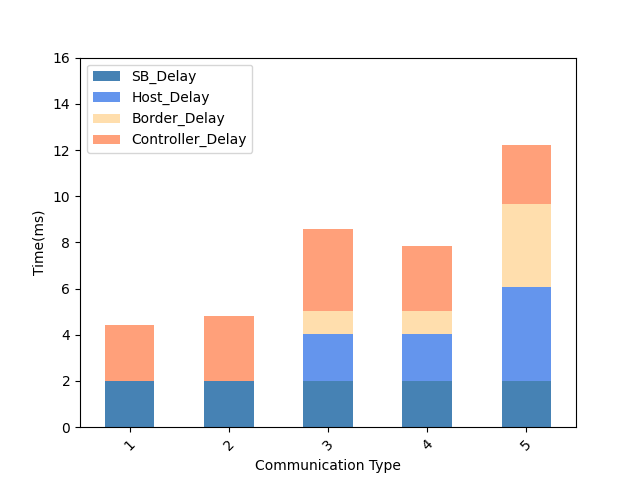 16
14
12
10
8
6
4
2
0
Time(ms)
SB_Delay
Host_Delay
Border_Delay
Controller_Delay
1 2 3 4 5
Communication Type